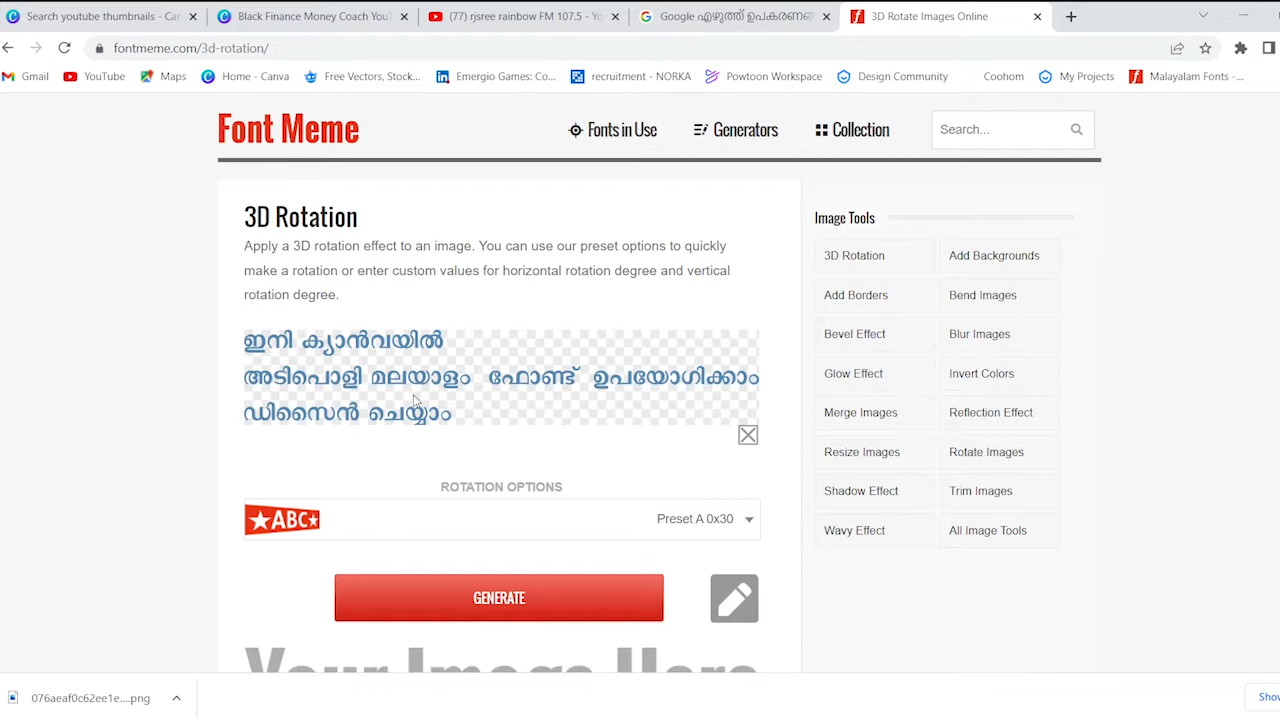 Search youtube thumbnails - Car
Black Finance Money Coach You
(77) rjsree rainbow FM 107.5 - Yo
Google എഴുത്ത് ഉപകരണങ്ങ
3D Rotate Images Online
fontmeme.com/3d-rotation/
Gmail
YouTube
Maps
Home - Canva
Free Vectors, Stock...
Emergio Games: Co...
recruitment - NORKA
Powtoon Workspace
Design Community
Coohom
My Projects
Malayalam Fonts -...
Font Meme
Fonts in Use
Generators
Collection
Search...
3D Rotation
Apply a 3D rotation effect to an image. You can use our preset options to quickly
make a rotation or enter custom values for horizontal rotation degree and vertical
rotation degree.
ഇനി ക്യാൻവയിൽ
അടിപൊളി മലയാളം ഫോണ്ട് ഉപയോഗിക്കാം
ഡിസൈൻ ചെയ്യാം
ROTATION OPTIONS
ABC
Preset A 0x30
GENERATE
Your Image Here
Image Tools
3D Rotation
Add Backgrounds
Add Borders
Bend Images
Bevel Effect
Blur Images
Glow Effect
Invert Colors
Merge Images
Reflection Effect
Resize Images
Rotate Images
Shadow Effect
Trim Images
Wavy Effect
All Image Tools
076aeaf0c62ee1e....png
Show